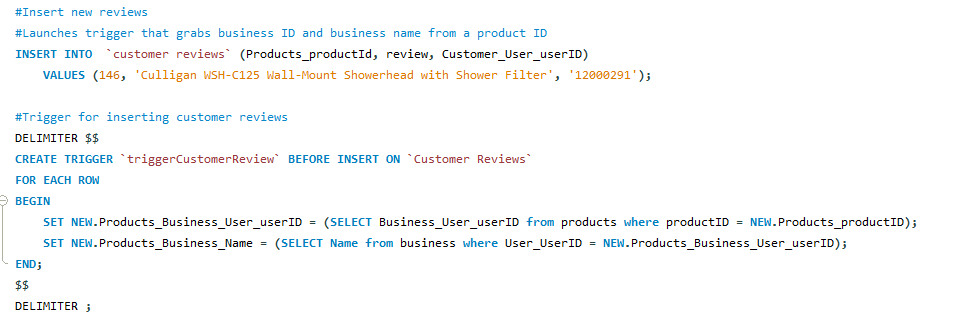 #Insert new reviews
#Launches trigger that grabs business ID and business name from a product ID
INSERT INTO  `customer reviews` (Products_productId, review, Customer_User_userID)
    VALUES (146, 'Culligan WSH-C125 Wall-Mount Showerhead with Shower Filter', '12000291');

#Trigger for inserting customer reviews
DELIMITER $$
CREATE TRIGGER `triggerCustomerReview` BEFORE INSERT ON `Customer Reviews`
FOR EACH ROW
BEGIN
    SET NEW.Products_Business_User_userID = (SELECT Business_User_userID from products where productID = NEW.Products_productID);
    SET NEW.Products_Business_Name = (SELECT Name from business where User_UserID = NEW.Products_Business_User_userID);
END;
$$
DELIMITER ;